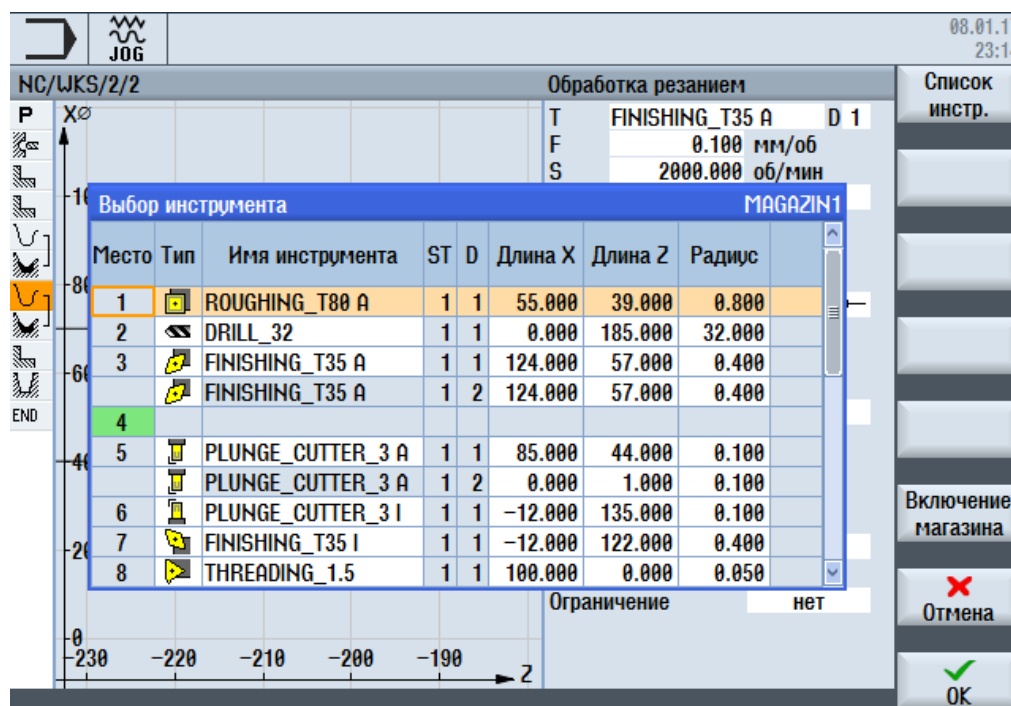 JOG
08.01.1
23:1
NC/WKS/2/2
Обработка резанием
Список
инстр.
P
XØ
T FINISHING_T35 A D 1
F 0.100 мм/об
S 2000.000 об/мин
Выбор инструмента MAGAZIN1
Место Тип Имя инструмента ST D Длина X Длина Z Радиус
1 ROUGHING_T80 A 1 1 55.000 39.000 0.800
2 DRILL_32 1 1 0.000 185.000 32.000
3 FINISHING_T35 A 1 1 124.000 57.000 0.400
FINISHING_T35 A 1 2 124.000 57.000 0.400
4
5 PLUNGE_CUTTER_3 A 1 1 85.000 44.000 0.100
PLUNGE_CUTTER_3 A 1 2 0.000 1.000 0.100
6 PLUNGE_CUTTER_3 I 1 1 -12.000 135.000 0.100
7 FINISHING_T35 I 1 1 -12.000 122.000 0.400
8 THREADING_1.5 1 1 100.000 0.000 0.050
END
Включение
магазина
Ограничение нет
Отмена
-0
-230 -220 -210 -200 -190
Z
OK